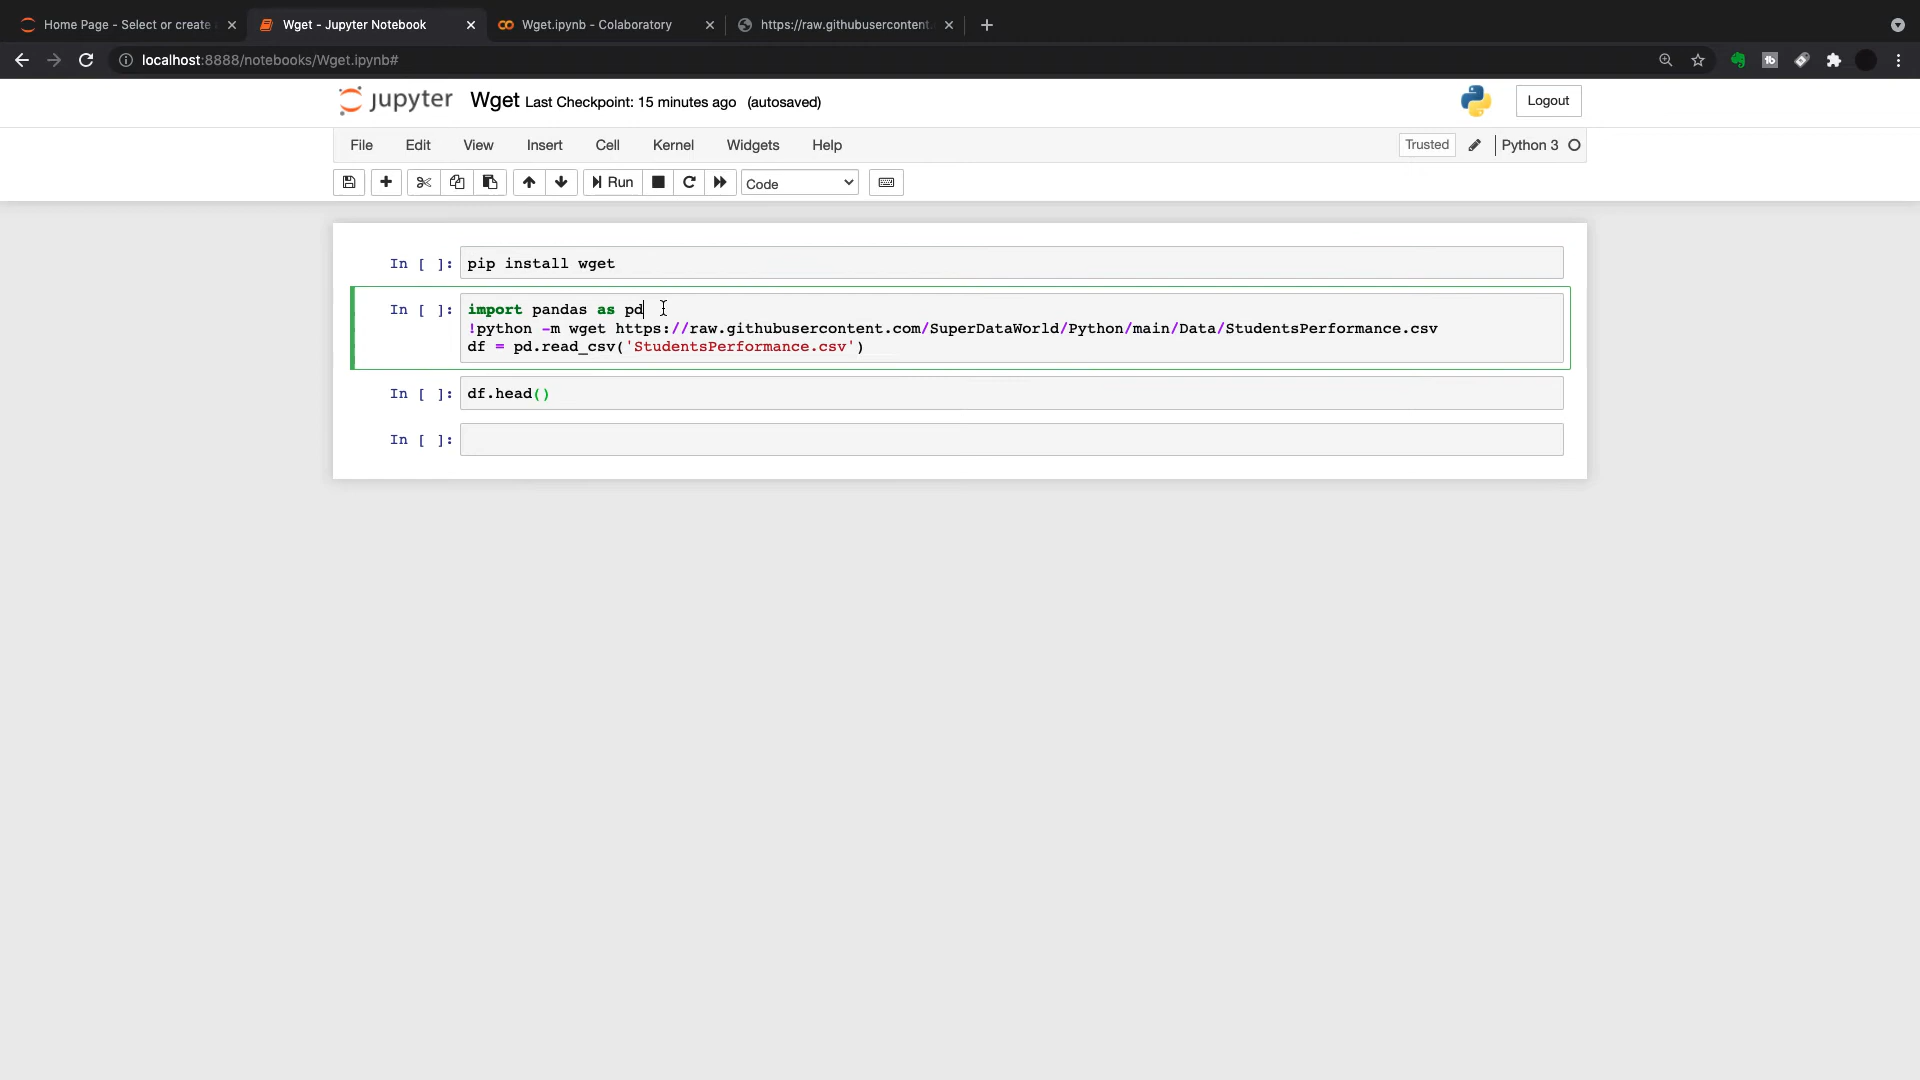 Home Page - Select or create
Wget - Jupyter Notebook
Wget.ipynb - Colaboratory
https://raw.githubusercontent.
localhost:8888/notebooks/Wget.ipynb#
jupyter Wget Last Checkpoint: 15 minutes ago (autosaved)
Logout
File Edit View Insert Cell Kernel Widgets Help
Trusted Python 3
Run Code
In [ ]: pip install wget
In [ ]: import pandas as pd
!python -m wget https://raw.githubusercontent.com/SuperDataWorld/Python/main/Data/StudentsPerformance.csv
df = pd.read_csv('StudentsPerformance.csv')
In [ ]: df.head()
In [ ]: